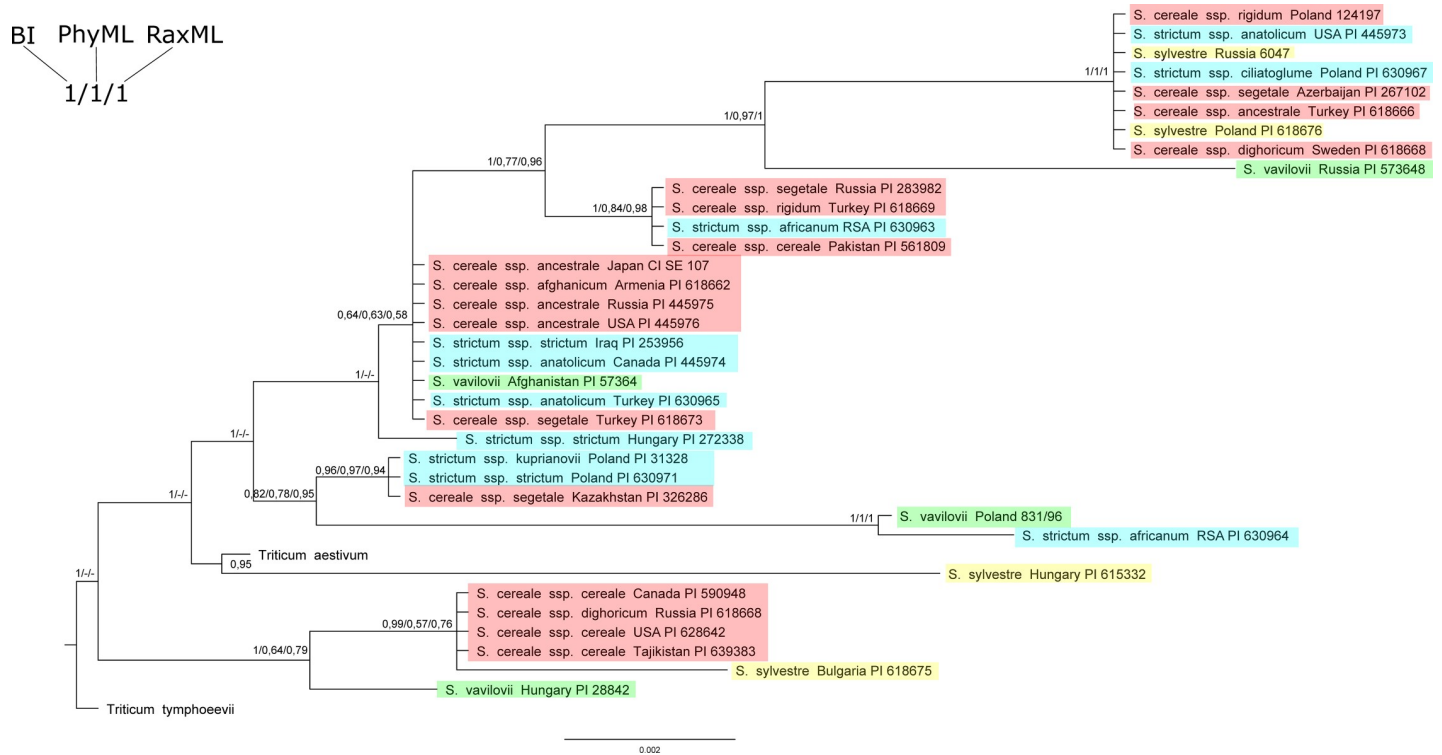 BI PhyML RaxML
1/1/1
S. cereale ssp. rigidum Poland 124197
S. strictum ssp. anatolicum USA PI 445973
S. sylvestre Russia 6047
1/1/1
S. strictum ssp. ciliatoglume Poland PI 630967
S. cereale ssp. segetale Azerbaijan PI 267102
S. cereale ssp. ancestrale Turkey PI 618666
1/0,97/1
S. sylvestre Poland PI 618676
S. cereale ssp. dighoricum Sweden PI 618668
1/0,77/0,96
S. vavilovii Russia PI 573648
S. cereale ssp. segetale Russia PI 283982
1/0,84/0,98
S. cereale ssp. rigidum Turkey PI 618669
S. strictum ssp. africanum RSA PI 630963
S. cereale ssp. cereale Pakistan PI 561809
S. cereale ssp. ancestrale Japan CI SE 107
S. cereale ssp. afghanicum Armenia PI 618662
S. cereale ssp. ancestrale Russia PI 445975
0,64/0,63/0,58
S. cereale ssp. ancestrale USA PI 445976
S. strictum ssp. strictum Iraq PI 253956
S. strictum ssp. anatolicum Canada PI 445974
1/-/-
S. vavilovii Afghanistan PI 57364
S. strictum ssp. anatolicum Turkey PI 630965
S. cereale ssp. segetale Turkey PI 618673
1/-/-
S. strictum ssp. strictum Hungary PI 272338
S. strictum ssp. kuprianovii Poland PI 31328
0,96/0,97/0,94
S. strictum ssp. strictum Poland PI 630971
1/-/-
0,82/0,78/0,95
S. cereale ssp. segetale Kazakhstan PI 326286
1/1/1
S. vavilovii Poland 831/96
S. strictum ssp. africanum RSA PI 630964
Triticum aestivum
0,95
1/-/-
S. sylvestre Hungary PI 615332
S. cereale ssp. cereale Canada PI 590948
S. cereale ssp. dighoricum Russia PI 618668
0,99/0,57/0,76
S. cereale ssp. cereale USA PI 628642
1/0,64/0,79
S. cereale ssp. cereale Tajikistan PI 639383
S. sylvestre Bulgaria PI 618675
S. vavilovii Hungary PI 28842
Triticum tymphoeevii
0.002